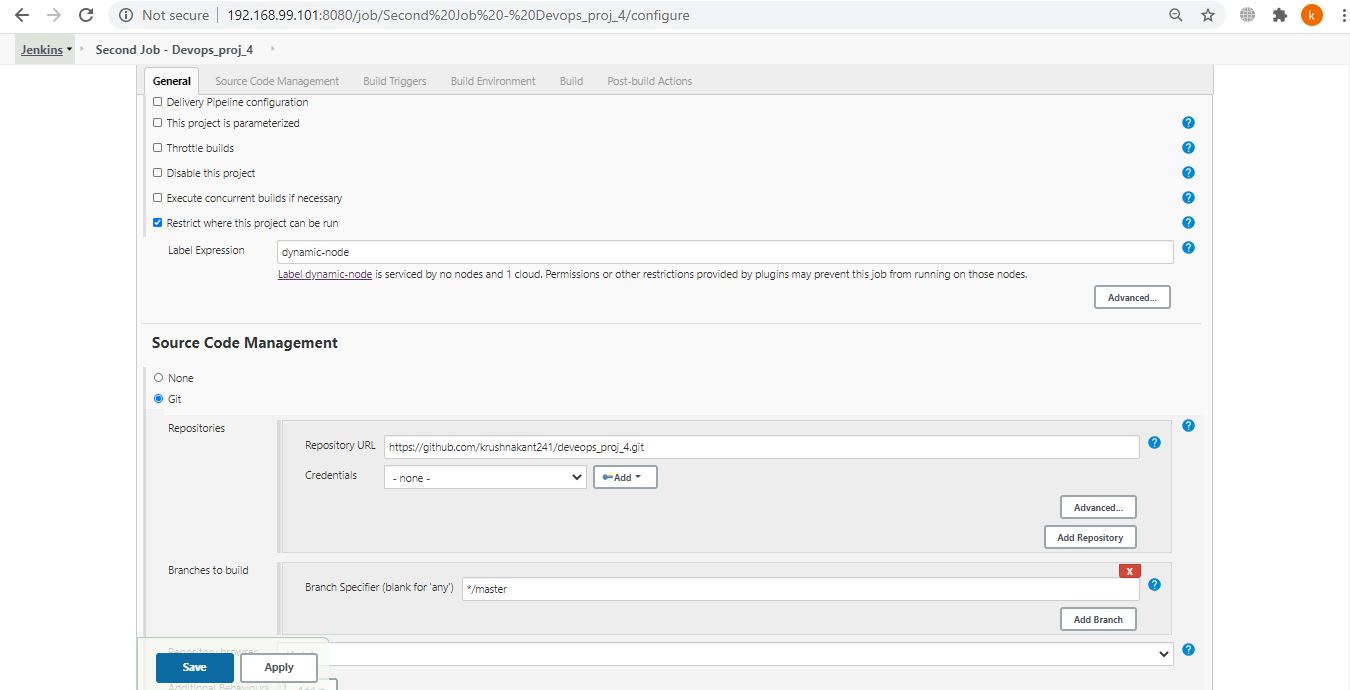 Not secure 192.168.99.101:8080/job/Second%20Job%20-%20Devops_proj_4/configure k
Jenkins Second Job - Devops_proj_4
General Source Code Management Build Triggers Build Environment Build Post-build Actions
Delivery Pipeline configuration
This project is parameterized
Throttle builds
Disable this project
Execute concurrent builds if necessary
Restrict where this project can be run
Label Expression dynamic-node
Label dynamic-node is serviced by no nodes and 1 cloud. Permissions or other restrictions provided by plugins may prevent this job from running on those nodes.
Advanced...
Source Code Management
None
Git
Repositories
Repository URL https://github.com/krushnakant241/deveops_proj_4.git
Credentials - none - Add
Advanced...
Add Repository
Branches to build
X
Branch Specifier (blank for 'any') */master
Add Branch
Repository browser
Save Apply
Additional Behaviours Add